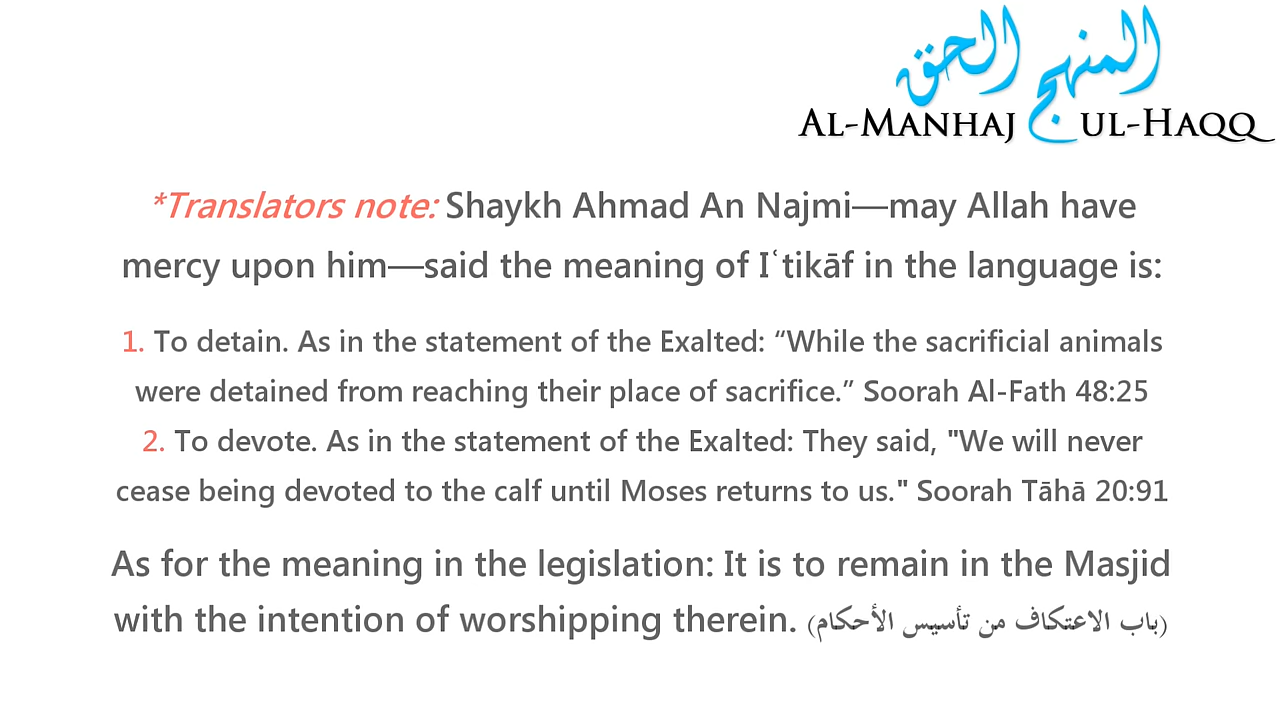 المنهج الحق
AL-MANHAJ UL-HAQQ
*Translators note: Shaykh Ahmad An Najmi—may Allah have
mercy upon him—said the meaning of Iʿtikāf in the language is:
1. To detain. As in the statement of the Exalted: “While the sacrificial animals
were detained from reaching their place of sacrifice.” Soorah Al-Fath 48:25
2. To devote. As in the statement of the Exalted: They said, "We will never
cease being devoted to the calf until Moses returns to us." Soorah Tāhā 20:91
As for the meaning in the legislation: It is to remain in the Masjid
with the intention of worshipping therein. (باب الاعتكاف من تأسيس الأحكام)